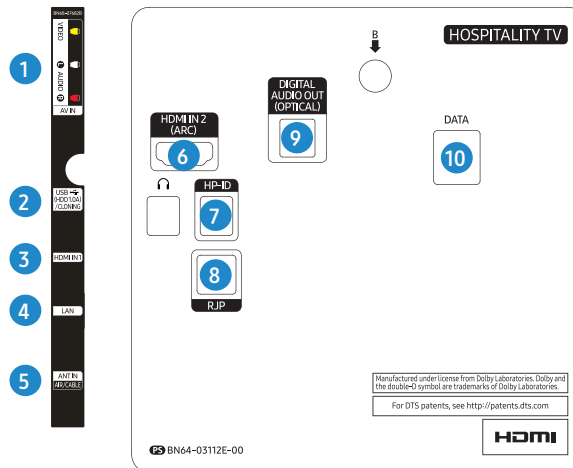 BN68-07602B
VIDEO
L AUDIO R
AV IN
1
USB
(HDD 1.0A)
/CLONING
2
HDMI IN 1
3
LAN
4
ANT IN
AIR/CABLE
5
B
HOSPITALITY TV
DIGITAL
AUDIO OUT
(OPTICAL)
9
HDMI IN 2
(ARC)
6
DATA
10
HP-ID
7
8
RJP
Manufactured under license from Dolby Laboratories. Dolby and
the double-D symbol are trademarks of Dolby Laboratories.
For DTS patents, see http://patents.dts.com
HDMI
PS BN64-03112E-00